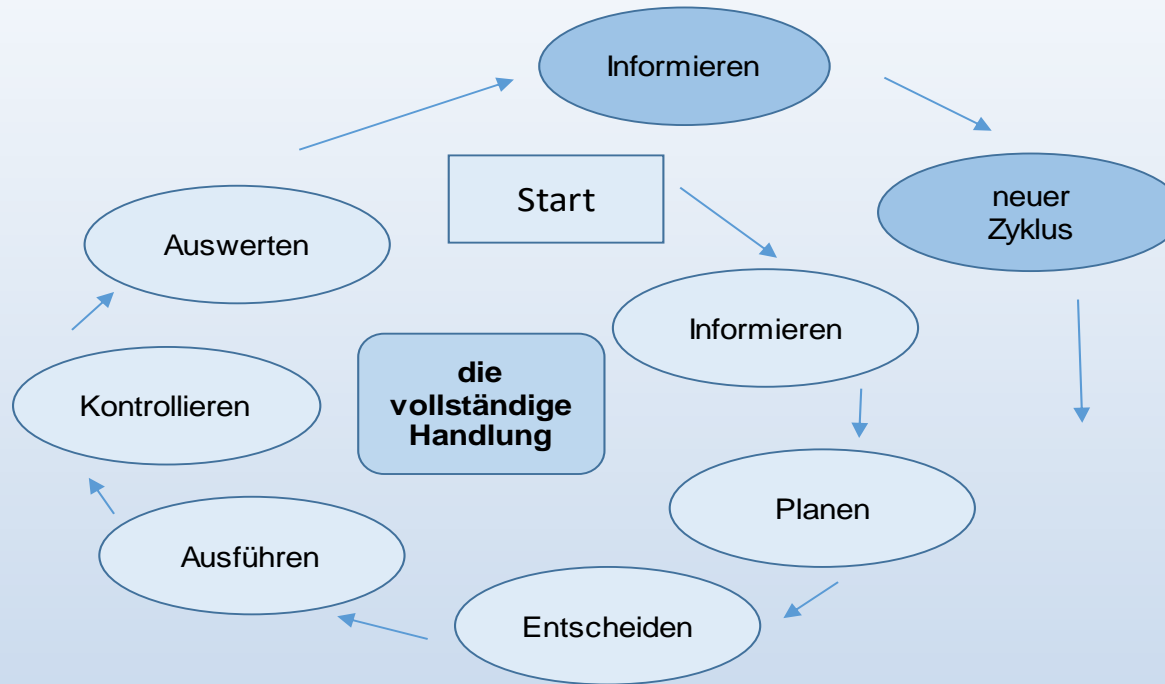 Informieren
Start
neuer
Zyklus
Auswerten
Informieren
die
vollständige
Handlung
Kontrollieren
Planen
Ausführen
Entscheiden